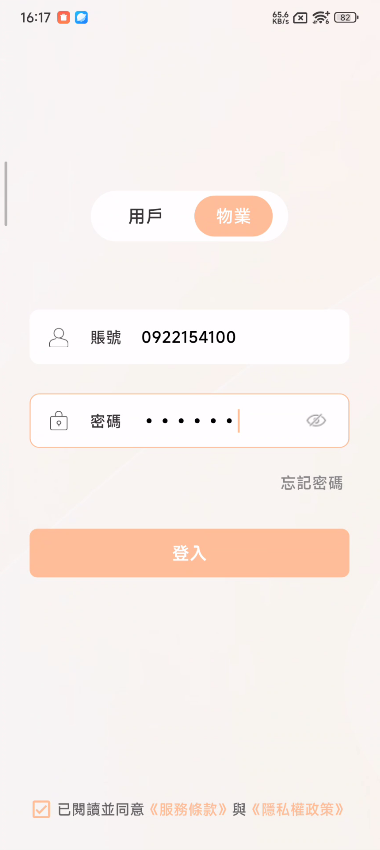 16:17 65.6 KB/s 82
用戶 物業
賬號 0922154100
密碼 ••••••
忘記密碼
登入
已閱讀並同意《服務條款》與《隱私權政策》